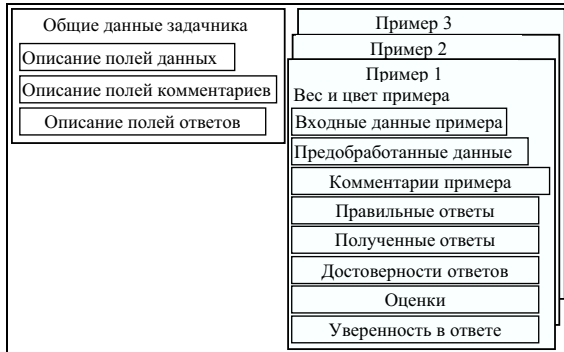 Общие данные задачника
Описание полей данных
Описание полей комментариев
Описание полей ответов
Пример 3
Пример 2
Пример 1
Вес и цвет примера
Входные данные примера
Предобработанные данные
Комментарии примера
Правильные ответы
Полученные ответы
Достоверности ответов
Оценки
Уверенность в ответе